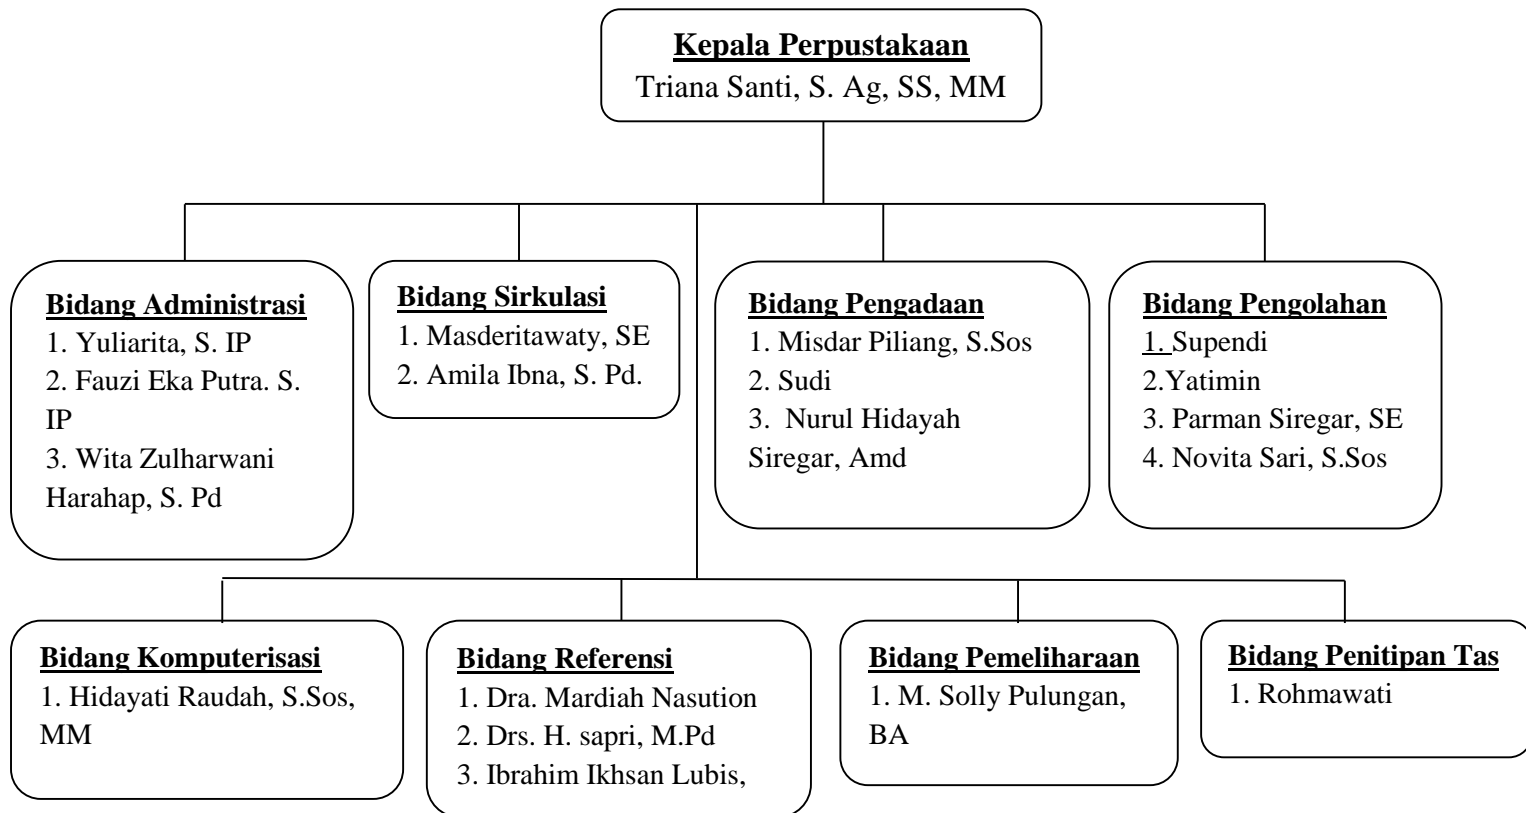 Kepala Perpustakaan
Triana Santi, S. Ag, SS, MM
Bidang Administrasi
1. Yuliarita, S. IP
2. Fauzi Eka Putra. S.
IP
3. Wita Zulharwani
Harahap, S. Pd
Bidang Sirkulasi
1. Masderitawaty, SE
2. Amila Ibna, S. Pd.
Bidang Pengadaan
1. Misdar Piliang, S.Sos
2. Sudi
3. Nurul Hidayah
Siregar, Amd
Bidang Pengolahan
1. Supendi
2.Yatimin
3. Parman Siregar, SE
4. Novita Sari, S.Sos
Bidang Komputerisasi
1. Hidayati Raudah, S.Sos,
MM
Bidang Referensi
1. Dra. Mardiah Nasution
2. Drs. H. sapri, M.Pd
3. Ibrahim Ikhsan Lubis,
Bidang Pemeliharaan
1. M. Solly Pulungan,
BA
Bidang Penitipan Tas
1. Rohmawati